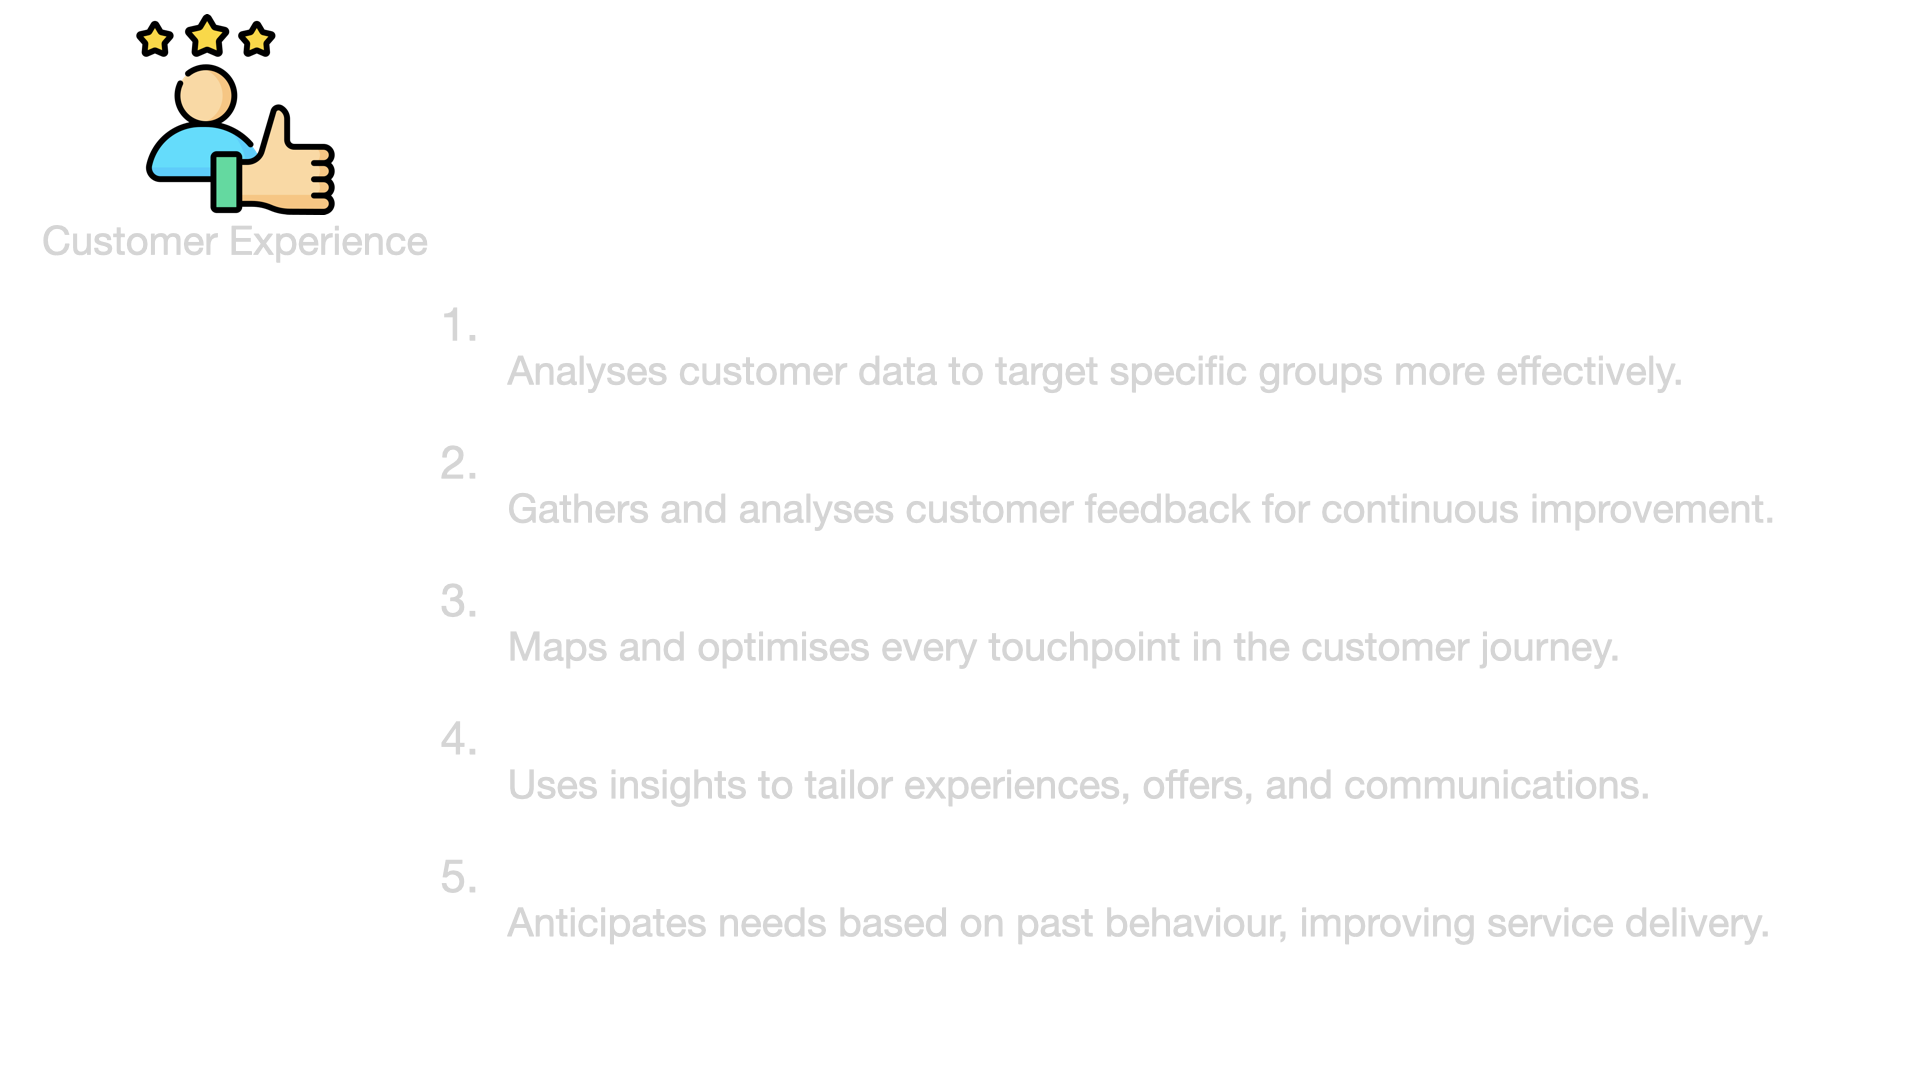 Customer Experience
1.
Analyses customer data to target specific groups more effectively.
2.
Gathers and analyses customer feedback for continuous improvement.
3.
Maps and optimises every touchpoint in the customer journey.
4.
Uses insights to tailor experiences, offers, and communications.
5.
Anticipates needs based on past behaviour, improving service delivery.